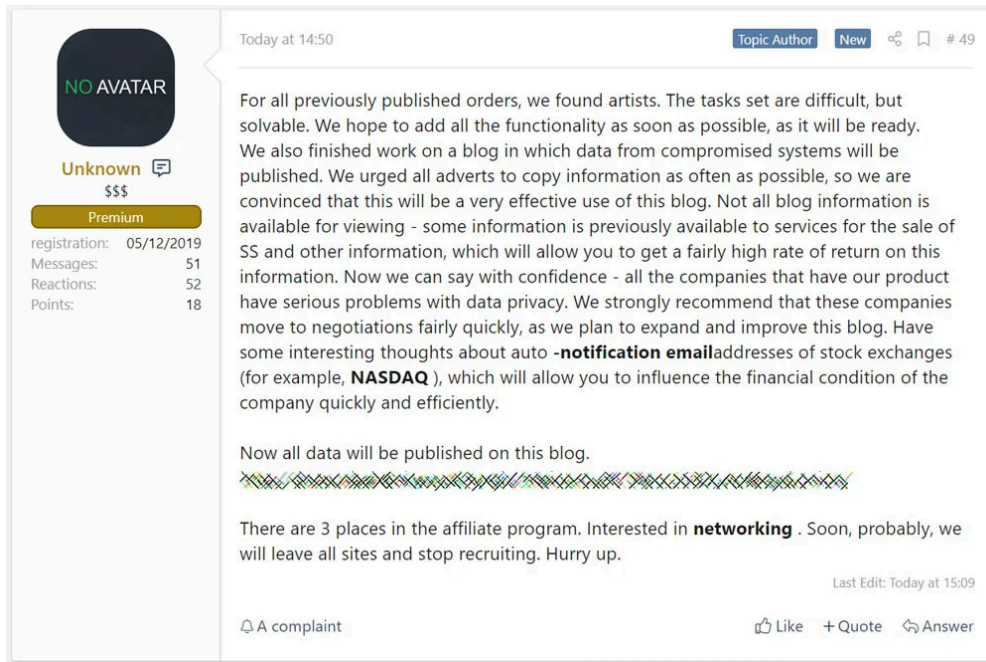 Today at 14:50
Topic Author
New
# 49
NO AVATAR
Unknown
$$$
Premium
registration: 05/12/2019
Messages: 51
Reactions: 52
Points: 18
For all previously published orders, we found artists. The tasks set are difficult, but
solvable. We hope to add all the functionality as soon as possible, as it will be ready.
We also finished work on a blog in which data from compromised systems will be
published. We urged all adverts to copy information as often as possible, so we are
convinced that this will be a very effective use of this blog. Not all blog information is
available for viewing - some information is previously available to services for the sale of
SS and other information, which will allow you to get a fairly high rate of return on this
information. Now we can say with confidence - all the companies that have our product
have serious problems with data privacy. We strongly recommend that these companies
move to negotiations fairly quickly, as we plan to expand and improve this blog. Have
some interesting thoughts about auto -notification emailaddresses of stock exchanges
(for example, NASDAQ ), which will allow you to influence the financial condition of the
company quickly and efficiently.
Now all data will be published on this blog.
There are 3 places in the affiliate program. Interested in networking . Soon, probably, we
will leave all sites and stop recruiting. Hurry up.
Last Edit: Today at 15:09
A complaint
Like
+ Quote
Answer